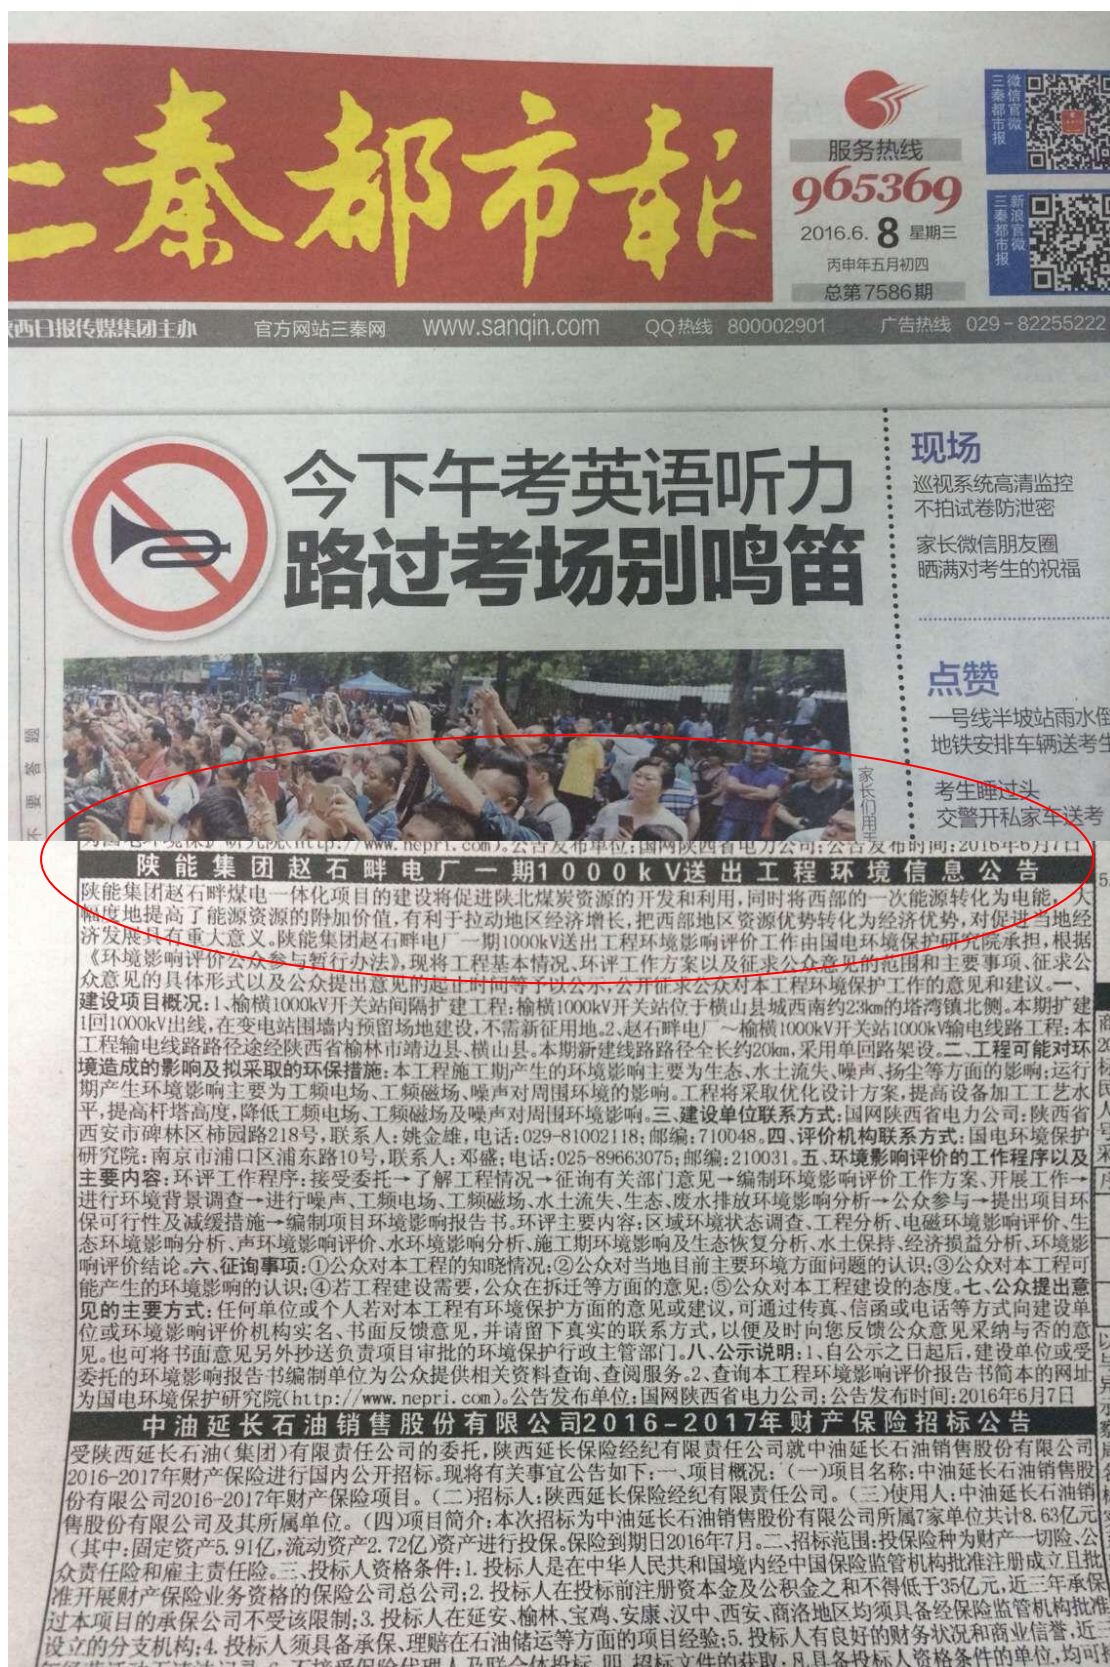 三秦都市报
服务热线
965369
2016.6.8 星期三
丙申年五月初四
总第7586期
微信官微
三秦都市报
新浪官微
三秦都市报
西日报传媒集团主办 官方网站三秦网 www.sanqin.com QQ热线 800002901 广告热线 029-82255222
今下午考英语听力
路过考场别鸣笛
现场
巡视系统高清监控
不拍试卷防泄密
家长微信朋友圈
晒满对考生的祝福
点赞
一号线半坡站雨水倒
地铁安排车辆送考生
考生睡过头
交警开私家车送考
不要答题
家长们用手
为国电环境保护研究院(http://www.nepri.com)。公告发布单位:国网陕西省电力公司;公告发布时间:2016年6月7日
陕能集团赵石畔电厂一期1000kV送出工程环境信息公告
陕能集团赵石畔煤电一体化项目的建设将促进陕北煤炭资源的开发和利用,同时将西部的一次能源转化为电能,大
幅度地提高了能源资源的附加价值,有利于拉动地区经济增长,把西部地区资源优势转化为经济优势,对促进当地经
济发展具有重大意义。陕能集团赵石畔电厂一期1000kV送出工程环境影响评价工作由国电环境保护研究院承担,根据
《环境影响评价公众参与暂行办法》,现将工程基本情况、环评工作方案以及征求公众意见的范围和主要事项、征求公
众意见的具体形式以及公众提出意见的起止时间等予以公示,公开征求公众对本工程环境保护工作的意见和建议。一、
建设项目概况:1、榆横1000kV开关站间隔扩建工程:榆横1000kV开关站位于横山县城西南约23km的塔湾镇北侧。本期扩建
1回1000kV出线,在变电站围墙内预留场地建设,不需新征用地。2、赵石畔电厂～榆横1000kV开关站1000kV输电线路工程:本
工程输电线路路径途经陕西省榆林市靖边县、横山县。本期新建线路路径全长约20km,采用单回路架设。二、工程可能对环
境造成的影响及拟采取的环保措施:本工程施工期产生的环境影响主要为生态、水土流失、噪声、扬尘等方面的影响;运行
期产生环境影响主要为工频电场、工频磁场、噪声对周围环境的影响。工程将采取优化设计方案,提高设备加工工艺水
平,提高杆塔高度,降低工频电场、工频磁场及噪声对周围环境影响。三、建设单位联系方式:国网陕西省电力公司:陕西省
西安市碑林区柿园路218号,联系人:姚金雄,电话:029-81002118;邮编:710048。四、评价机构联系方式:国电环境保护
研究院:南京市浦口区浦东路10号,联系人:邓盛;电话:025-89663075;邮编:210031。五、环境影响评价的工作程序以及
主要内容:环评工作程序:接受委托→了解工程情况→征询有关部门意见→编制环境影响评价工作方案、开展工作→
进行环境背景调查→进行噪声、工频电场、工频磁场、水土流失、生态、废水排放环境影响分析→公众参与→提出项目环
保可行性及减缓措施→编制项目环境影响报告书。环评主要内容:区域环境状态调查、工程分析、电磁环境影响评价、生
态环境影响分析、声环境影响评价、水环境影响分析、施工期环境影响及生态恢复分析、水土保持、经济损益分析、环境影
响评价结论。六、征询事项:①公众对本工程的知晓情况;②公众对当地目前主要环境方面问题的认识;③公众对本工程可
能产生的环境影响的认识;④若工程建设需要,公众在拆迁等方面的意见;⑤公众对本工程建设的态度。七、公众提出意
见的主要方式:任何单位或个人若对本工程有环境保护方面的意见或建议,可通过传真、信函或电话等方式向建设单
位或环境影响评价机构实名、书面反馈意见,并请留下真实的联系方式,以便及时向您反馈公众意见采纳与否的意
见。也可将书面意见另外抄送负责项目审批的环境保护行政主管部门。八、公示说明:1、自公示之日起后,建设单位或受
委托的环境影响报告书编制单位为公众提供相关资料查询、查阅服务。2、查询本工程环境影响评价报告书简本的网址
为国电环境保护研究院(http://www.nepri.com)。公告发布单位:国网陕西省电力公司;公告发布时间:2016年6月7日
中油延长石油销售股份有限公司2016-2017年财产保险招标公告
受陕西延长石油(集团)有限责任公司的委托,陕西延长保险经纪有限责任公司就中油延长石油销售股份有限公司
2016-2017年财产保险进行国内公开招标。现将有关事宜公告如下:一、项目概况:(一)项目名称:中油延长石油销售股
份有限公司2016-2017年财产保险项目。(二)招标人:陕西延长保险经纪有限责任公司。(三)使用人:中油延长石油销
售股份有限公司及其所属单位。(四)项目简介:本次招标为中油延长石油销售股份有限公司所属7家单位共计8.63亿元
(其中:固定资产5.91亿,流动资产2.72亿)资产进行投保。保险到期日2016年7月。二、招标范围:投保险种为财产一切险、公
众责任险和雇主责任险。三、投标人资格条件:1.投标人是在中华人民共和国境内经中国保险监管机构批准注册成立且批
准开展财产保险业务资格的保险公司总公司;2.投标人在投标前注册资本金及公积金之和不得低于35亿元,近三年承保
过本项目的承保公司不受该限制;3.投标人在延安、榆林、宝鸡、安康、汉中、西安、商洛地区均须具备经保险监管机构批准
设立的分支机构;4.投标人须具备承保、理赔在石油储运等方面的项目经验;5.投标人有良好的财务状况和商业信誉,近三